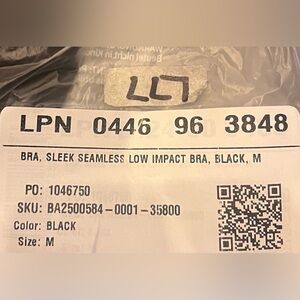 LPN 0446 96 3848
BRA, SLEEK SEAMLESS LOW IMPACT BRA, BLACK, M
PO: 1046750
SKU: BA2500584-0001-35800
Color: BLACK
Size: M